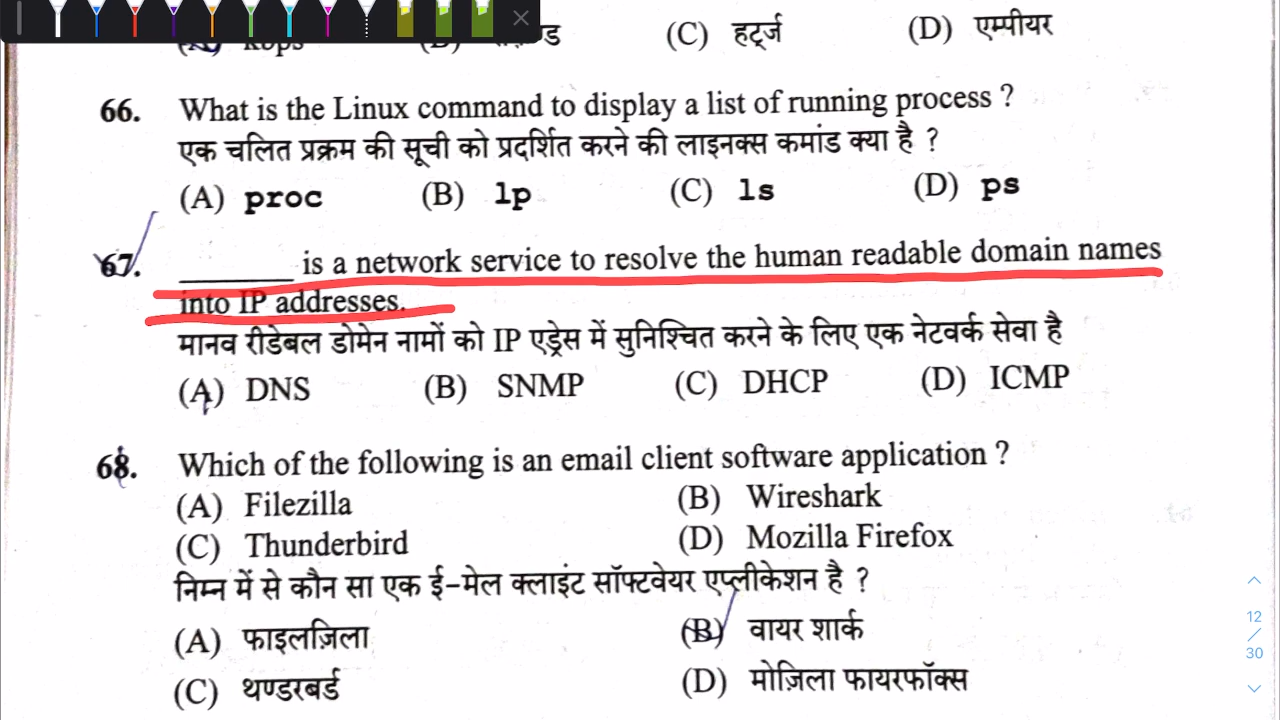 (C) हर्ट्ज (D) एम्पीयर
66. What is the Linux command to display a list of running process ?
एक चलित प्रक्रम की सूची को प्रदर्शित करने की लाइनक्स कमांड क्या है ?
(A) proc (B) lp (C) ls (D) ps
67. ________ is a network service to resolve the human readable domain names
into IP addresses.
मानव रीडेबल डोमेन नामों को IP एड्रेस में सुनिश्चित करने के लिए एक नेटवर्क सेवा है
(A) DNS (B) SNMP (C) DHCP (D) ICMP
68. Which of the following is an email client software application ?
(A) Filezilla (B) Wireshark
(C) Thunderbird (D) Mozilla Firefox
निम्न में से कौन सा एक ई-मेल क्लाइंट सॉफ्टवेयर एप्लीकेशन है ?
(A) फाइलज़िला (B) वायर शार्क
(C) थण्डरबर्ड (D) मोज़िला फायरफॉक्स
12
/
30